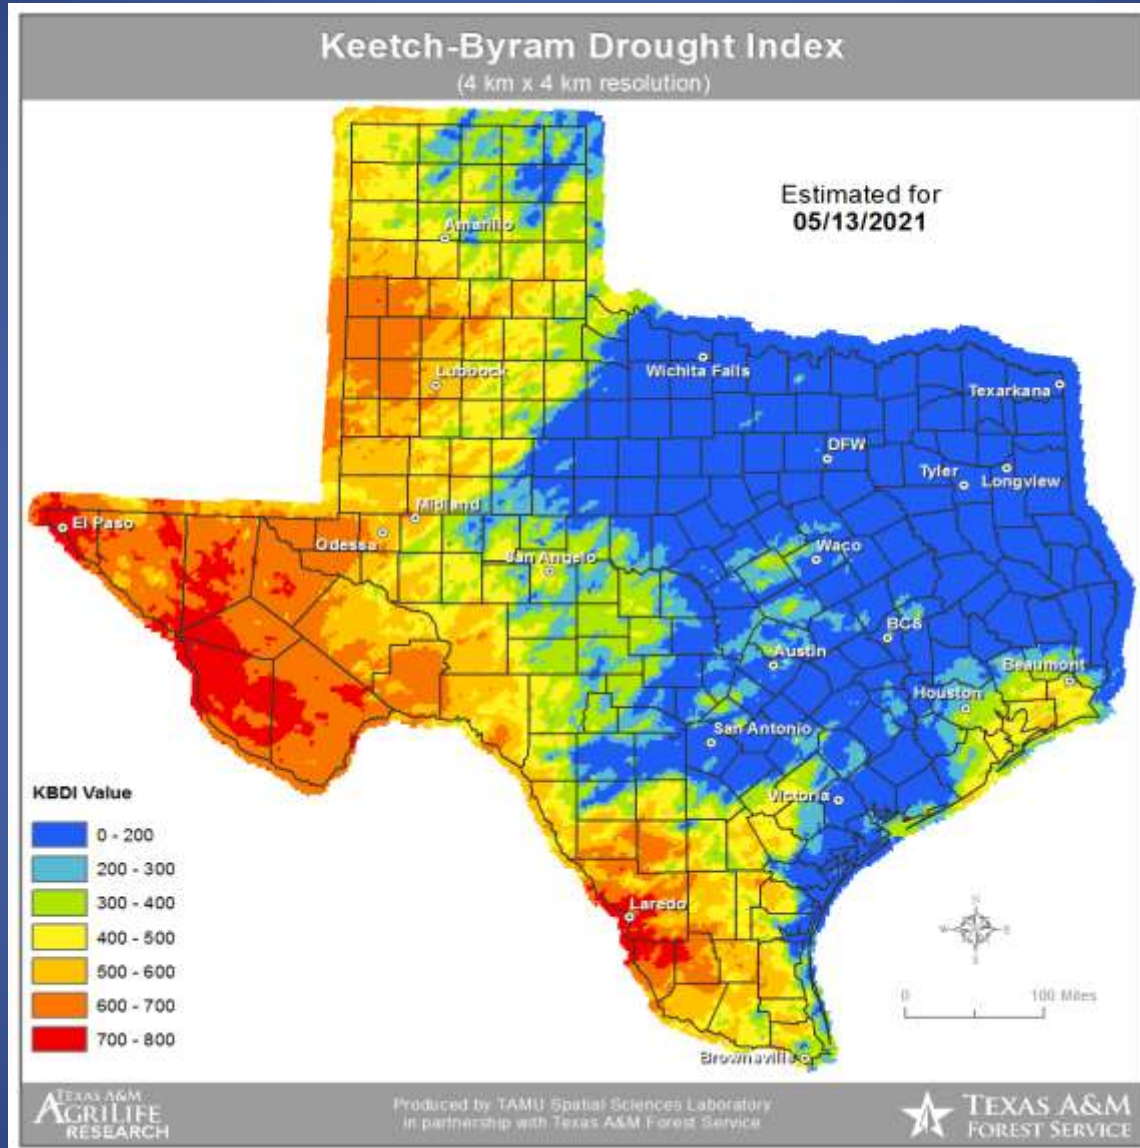 Keetch-Byram Drought Index
(4 km x 4 km resolution)
Estimated for
05/13/2021
Amarillo
Lubbock
Wichita Falls
Texarkana
DFW
Tyler
Longview
Midland
El Paso
Odessa
San Angelo
Waco
BCS
Austin
Beaumont
Houston
San Antonio
Victoria
Laredo
Brownsville
KBDI Value
0 - 200
200 - 300
300 - 400
400 - 500
500 - 600
600 - 700
700 - 800
N
W E
S
0 100 Miles
TEXAS A&M
AGRILIFE
RESEARCH
Produced by TAMU Spatial Sciences Laboratory
in partnership with Texas A&M Forest Service
TEXAS A&M
FOREST SERVICE